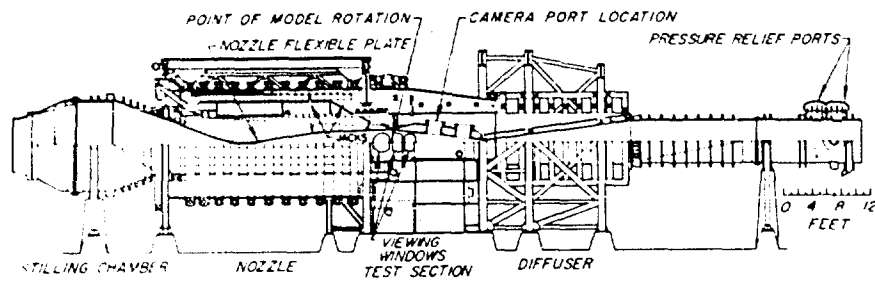 POINT OF MODEL ROTATION
CAMERA PORT LOCATION
NOZZLE FLEXIBLE PLATE
PRESSURE RELIEF PORTS
JACKS
0 4 8 12
FEET
VIEWING
WINDOWS
TEST SECTION
STILLING CHAMBER
NOZZLE
DIFFUSER